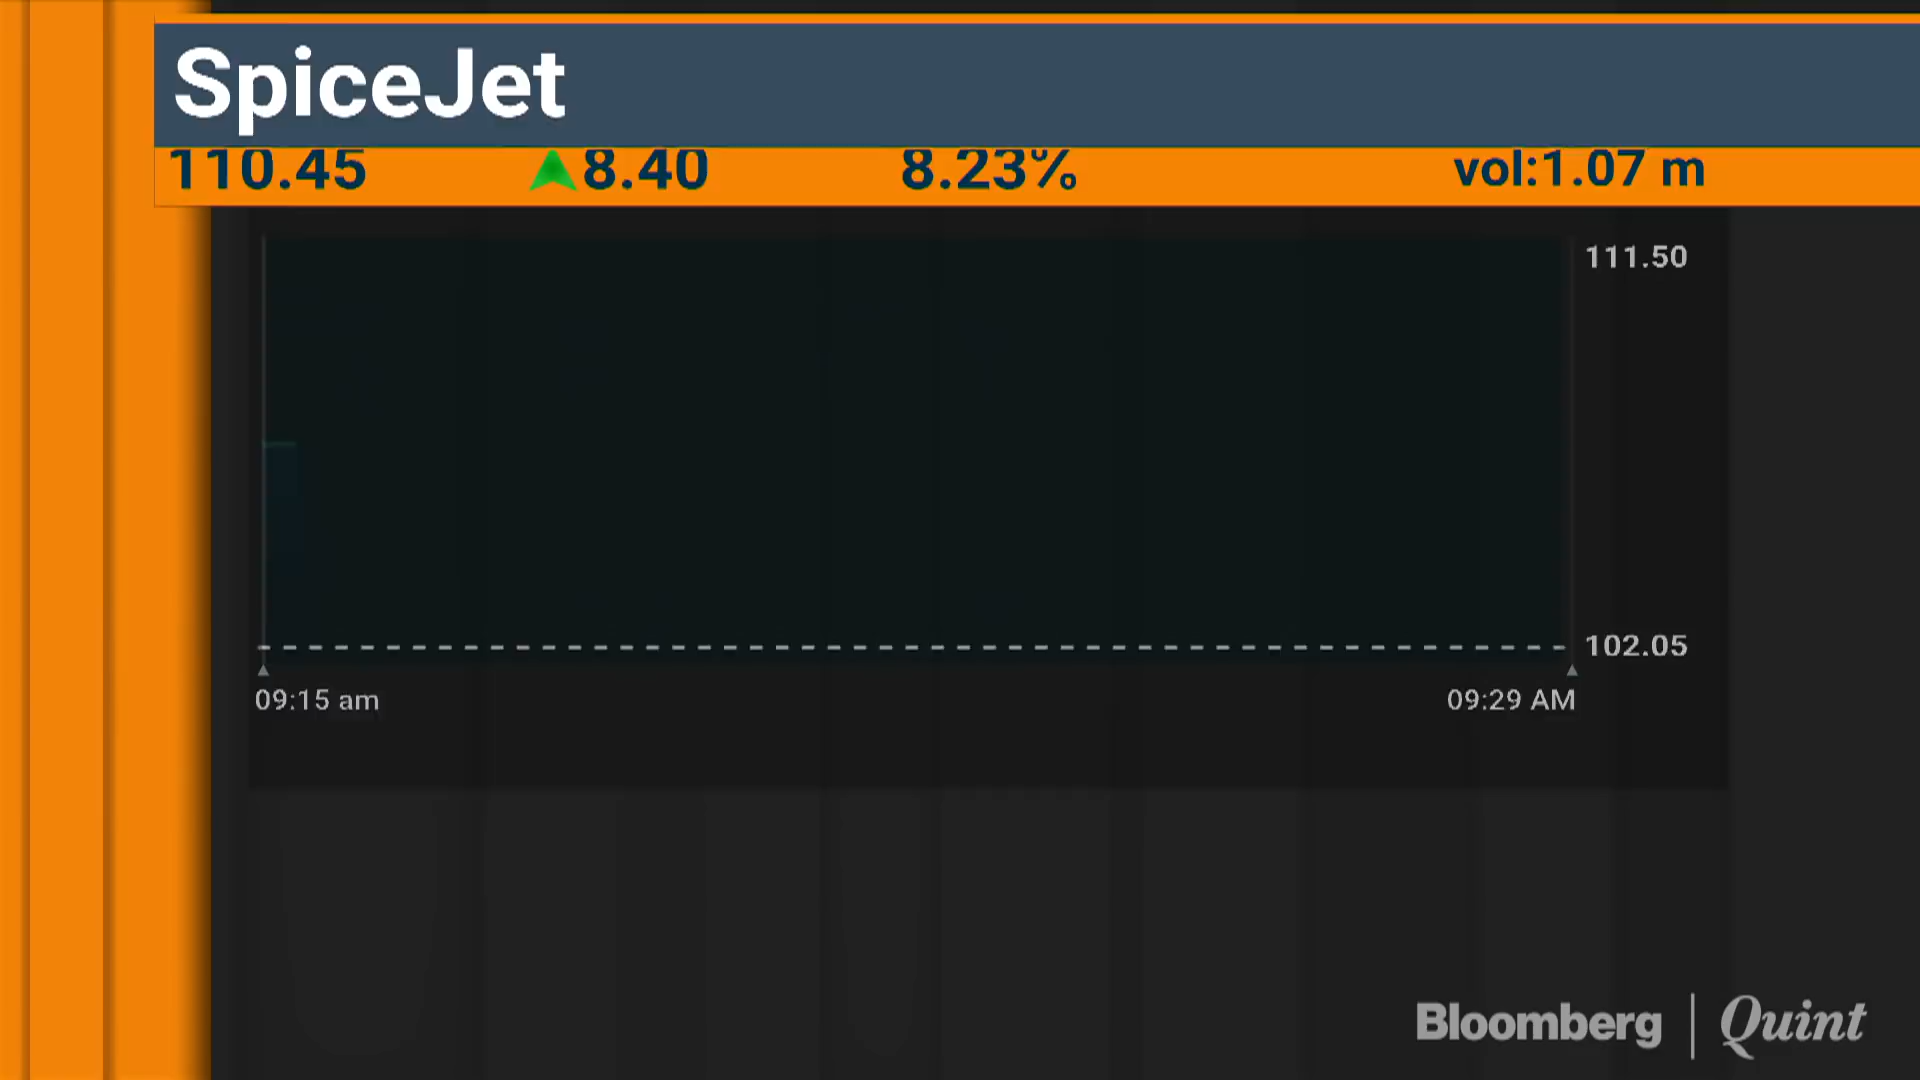 SpiceJet
110.45 8.40 8.23% vol:1.07 m
111.50
102.05
09:15 am 09:29 AM
Bloomberg | Quint